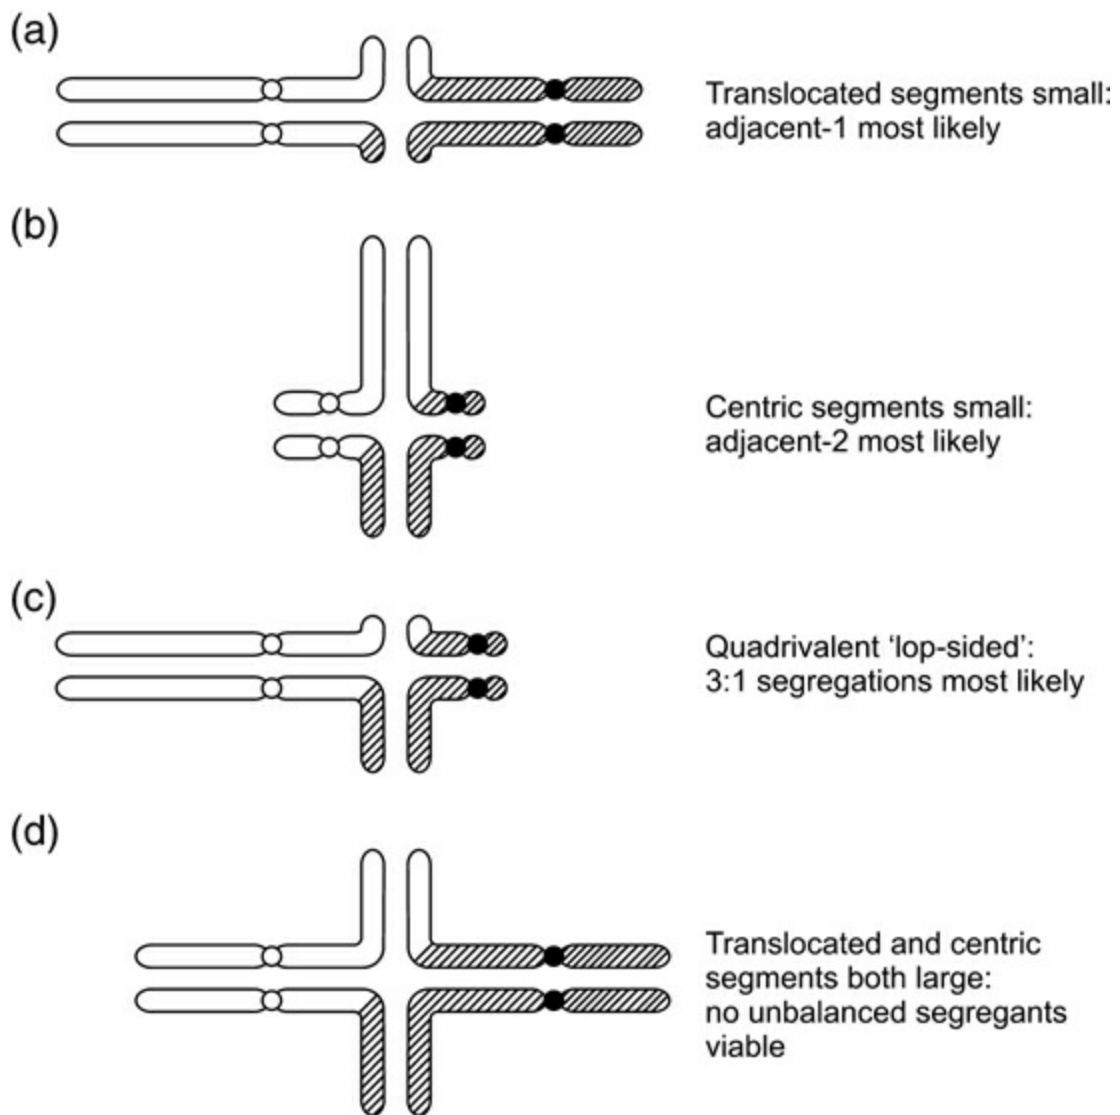 (a)
Translocated segments small:
adjacent-1 most likely
(b)
Centric segments small:
adjacent-2 most likely
(c)
Quadrivalent ‘lop-sided’:
3:1 segregations most likely
(d)
Translocated and centric
segments both large:
no unbalanced segregants
viable